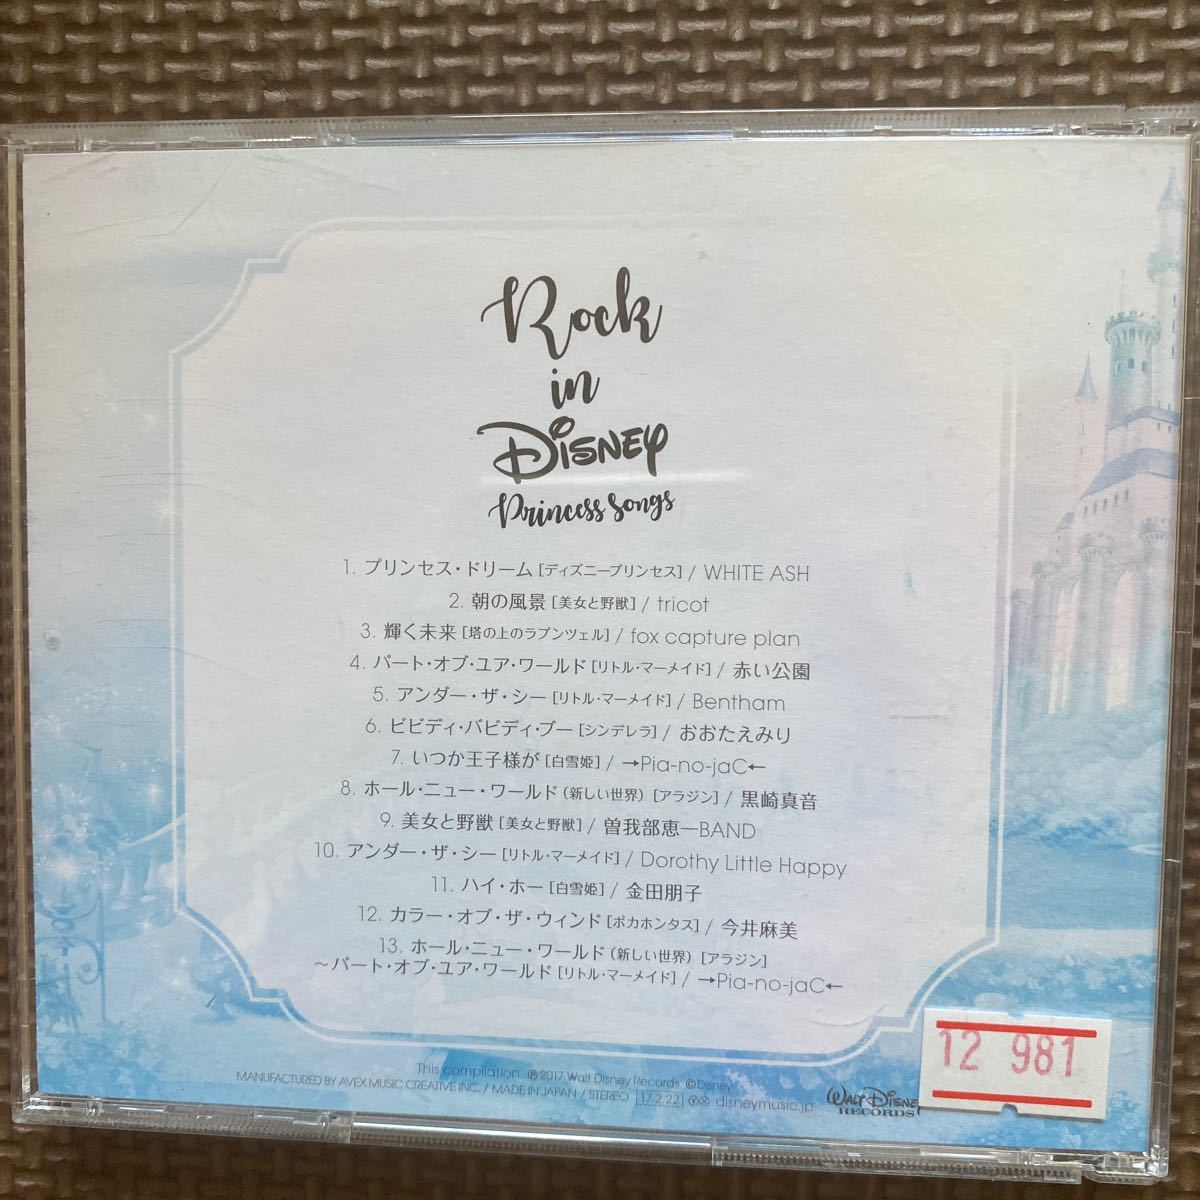 Rock
in
Disney
Princess Songs
1. プリンセス・ドリーム [ディズニープリンセス] / WHITE ASH
2. 朝の風景 [美女と野獣] / tricot
3. 輝く未来 [塔の上のラプンツェル] / fox capture plan
4. パート・オブ・ユア・ワールド [リトル・マーメイド] / 赤い公園
5. アンダー・ザ・シー [リトル・マーメイド] / Bentham
6. ビビディ・バビディ・ブー [シンデレラ] / おおたえみり
7. いつか王子様が [白雪姫] / →Pia-no-jaC←
8. ホール・ニュー・ワールド (新しい世界) [アラジン] / 黒崎真音
9. 美女と野獣 [美女と野獣] / 曽我部恵一BAND
10. アンダー・ザ・シー [リトル・マーメイド] / Dorothy Little Happy
11. ハイ・ホー [白雪姫] / 金田朋子
12. カラー・オブ・ザ・ウィンド [ポカホンタス] / 今井麻美
13. ホール・ニュー・ワールド (新しい世界) [アラジン]
～パート・オブ・ユア・ワールド [リトル・マーメイド] / →Pia-no-jaC←
This compilation ℗2017 Walt Disney Records ©Disney
MANUFACTURED BY AVEX MUSIC CREATIVE INC. / MADE IN JAPAN / STEREO 17.2.22 Ⓨ Ⓧ disneymusic.jp
WALT DISNEY
RECORDS
12 981